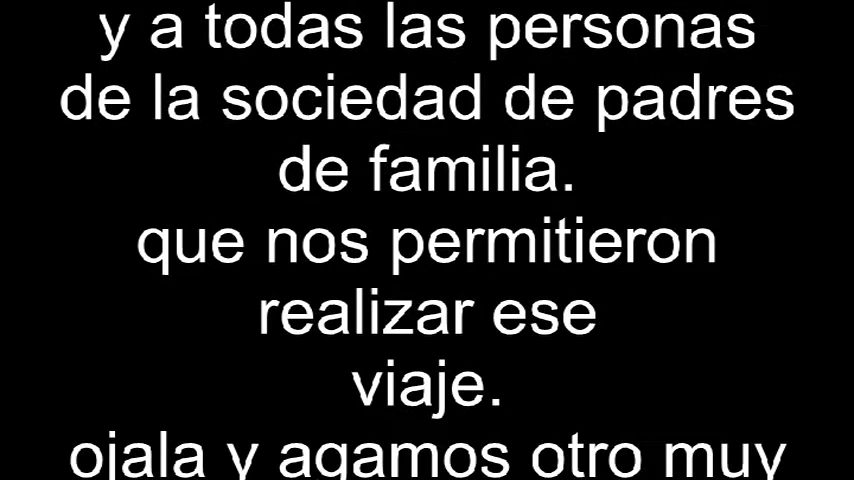 y a todas las personas
de la sociedad de padres
de familia.
que nos permitieron
realizar ese
viaje.
ojala y agamos otro muy